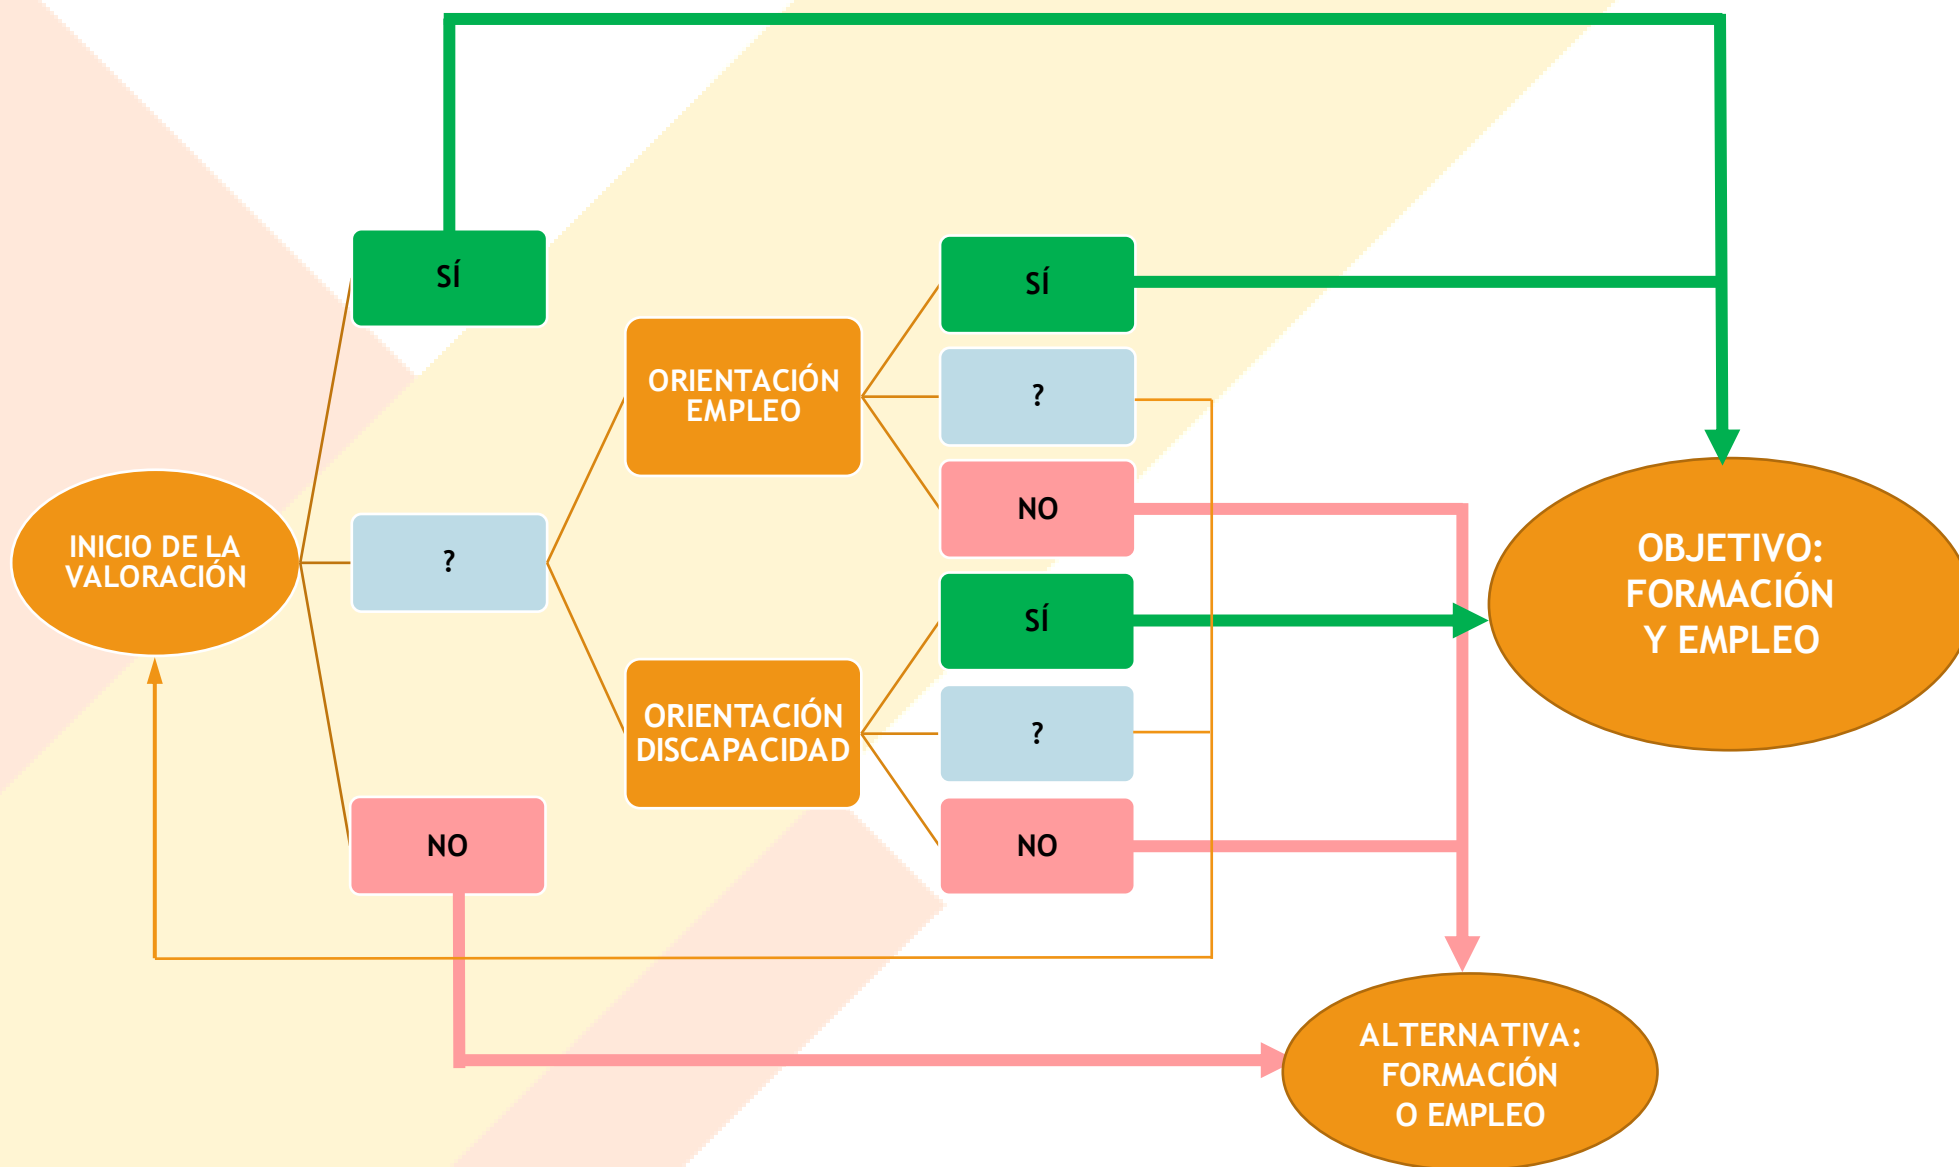 SÍ
SÍ
ORIENTACIÓN
EMPLEO
?
NO
INICIO DE LA
VALORACIÓN
?
OBJETIVO:
FORMACIÓN
Y EMPLEO
SÍ
ORIENTACIÓN
DISCAPACIDAD
?
NO
NO
ALTERNATIVA:
FORMACIÓN
O EMPLEO